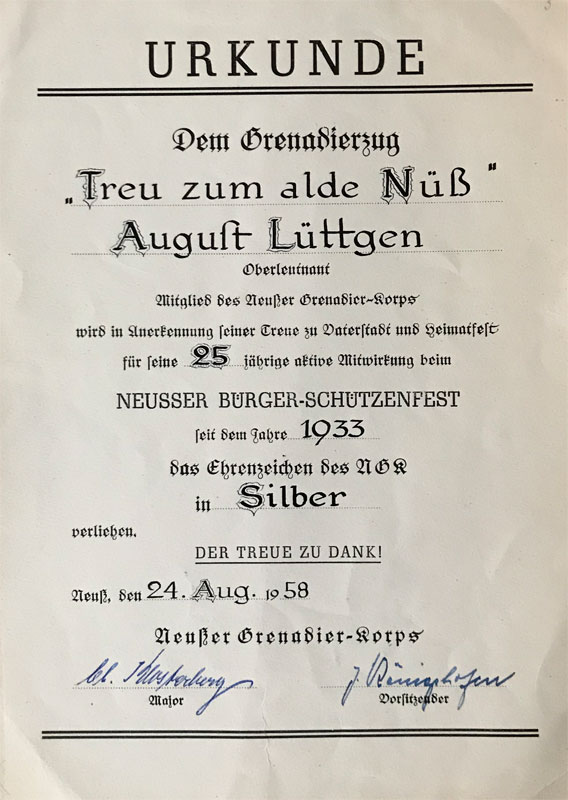 URKUNDE
Dem Grenadierzug
„Treu zum alde Nüß"
August Lüttgen
Oberleutnant
Mitglied des Neußer Grenadier-Korps
wird in Anerkennung seiner Treue zu Vaterstadt und Heimatfest
für seine 25 jährige aktive Mitwirkung beim
NEUSSER BÜRGER-SCHÜTZENFEST
seit dem Jahre 1933
das Ehrenzeichen des NGK
in Silber
verliehen.
DER TREUE ZU DANK!
Neuß, den 24. Aug. 1958
Neußer Grenadier-Korps
Klosterberg J. Königshofen
Major Vorsitzender